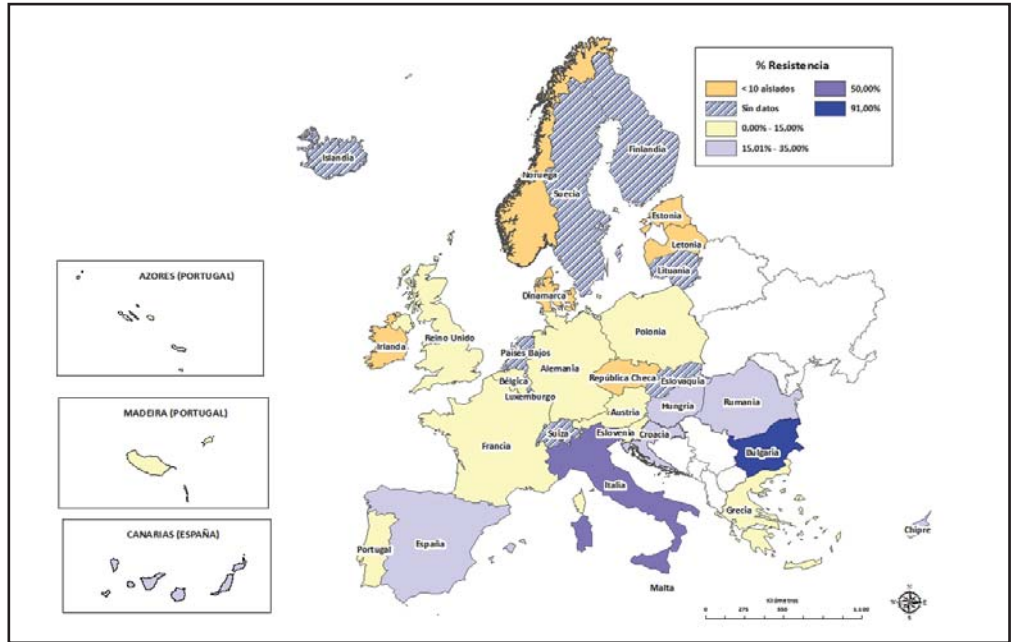 % Resistencia
< 10 aislados
Sin datos
0,00% - 15,00%
15,01% - 35,00%
50,00%
91,00%
Islandia
Noruega
Suecia
Finlandia
Estonia
Letonia
Lituania
Dinamarca
Irlanda
Reino Unido
Países Bajos
Polonia
Alemania
Bélgica
Luxemburgo
República Checa
Eslovaquia
Austria
Hungría
Rumania
Francia
Suiza
Eslovenia
Croacia
Bulgaria
Italia
Grecia
Portugal
España
Chipre
Malta
AZORES (PORTUGAL)
MADEIRA (PORTUGAL)
CANARIAS (ESPAÑA)
N
E
S
Kilómetros
0
275
1.100